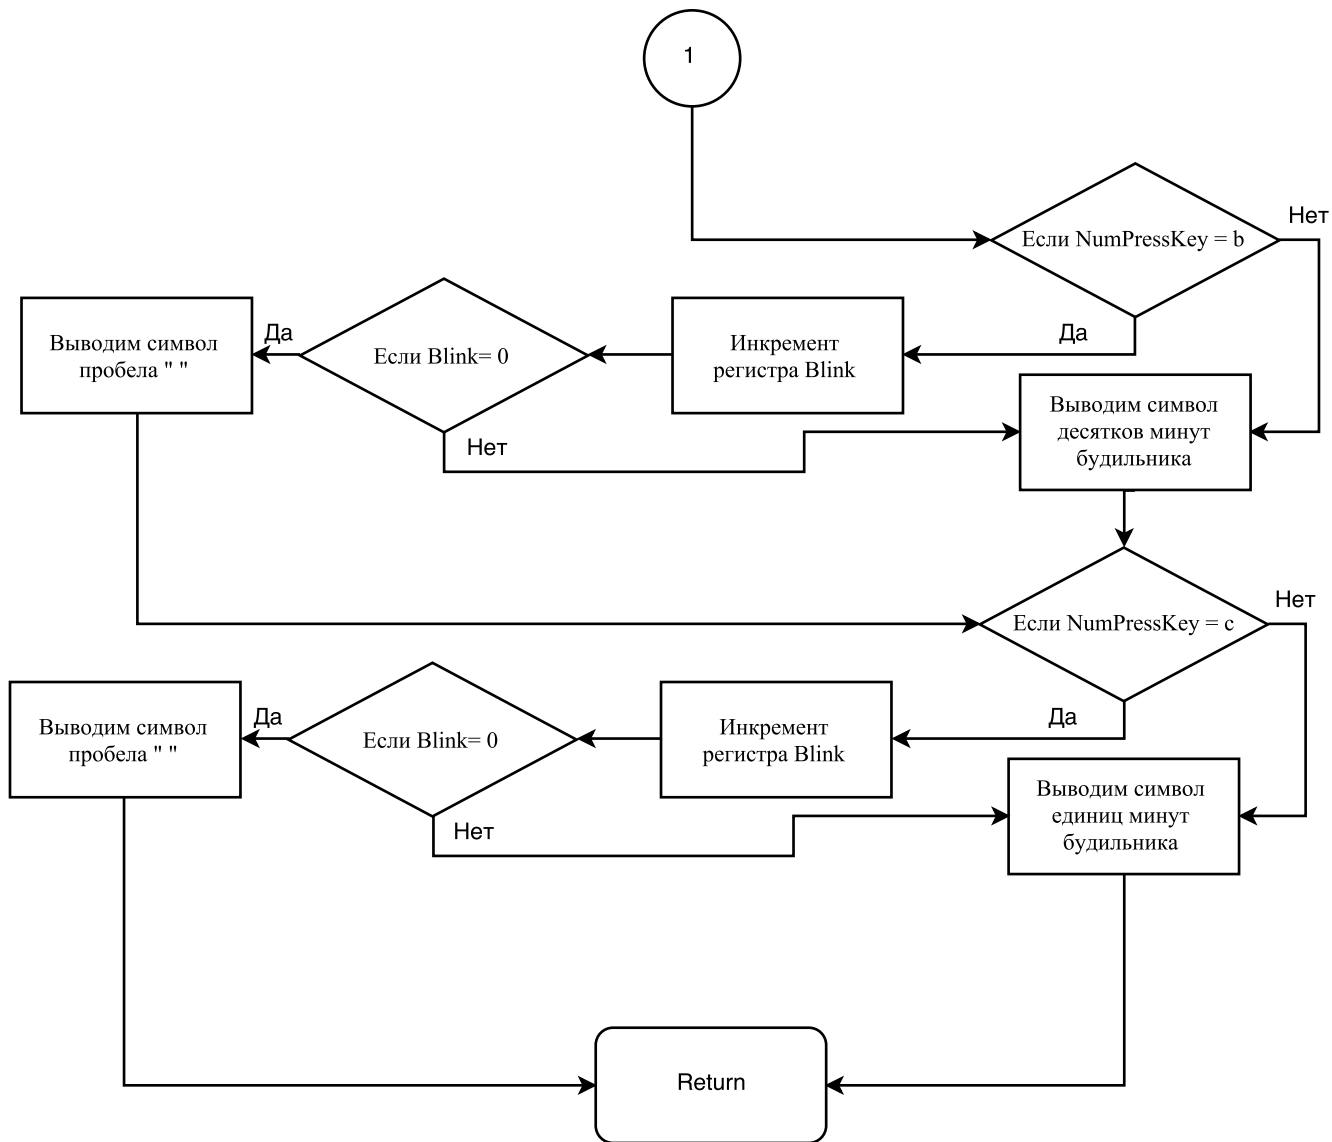 1
Нет
Если NumPressKey = b
Да
Инкремент
регистра Blink
Если Blink= 0
Да
Выводим символ
пробела " "
Нет
Выводим символ
десятков минут
будильника
Нет
Если NumPressKey = c
Да
Инкремент
регистра Blink
Если Blink= 0
Да
Выводим символ
пробела " "
Нет
Выводим символ
единиц минут
будильника
Return